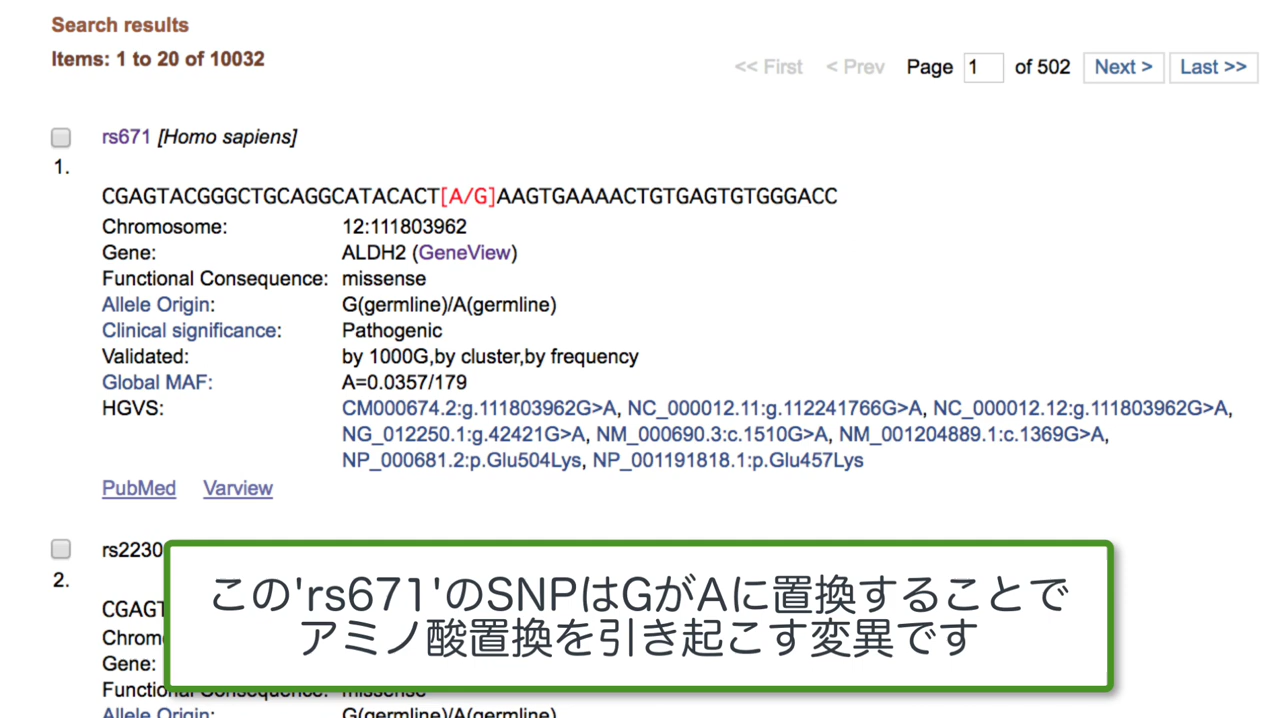 Search results
Items: 1 to 20 of 10032
<< First < Prev Page 1 of 502 Next > Last >>
rs671 [Homo sapiens]
1.
CGAGTACGGGCTGCAGGCATACACT[A/G]AAGTGAAAACTGTGAGTGTGGGACC
Chromosome: 12:111803962
Gene: ALDH2 (GeneView)
Functional Consequence: missense
Allele Origin: G(germline)/A(germline)
Clinical significance: Pathogenic
Validated: by 1000G,by cluster,by frequency
Global MAF: A=0.0357/179
HGVS: CM000674.2:g.111803962G>A, NC_000012.11:g.112241766G>A, NC_000012.12:g.111803962G>A,
NG_012250.1:g.42421G>A, NM_000690.3:c.1510G>A, NM_001204889.1:c.1369G>A,
NP_000681.2:p.Glu504Lys, NP_001191818.1:p.Glu457Lys
PubMed Varview
rs2230
2.
CGAGT
Chrom
Gene:
Functional Consequence: missense
Allele Origin: G(germline)/A(germline)
この'rs671'のSNPはGがAに置換することで
アミノ酸置換を引き起こす変異です